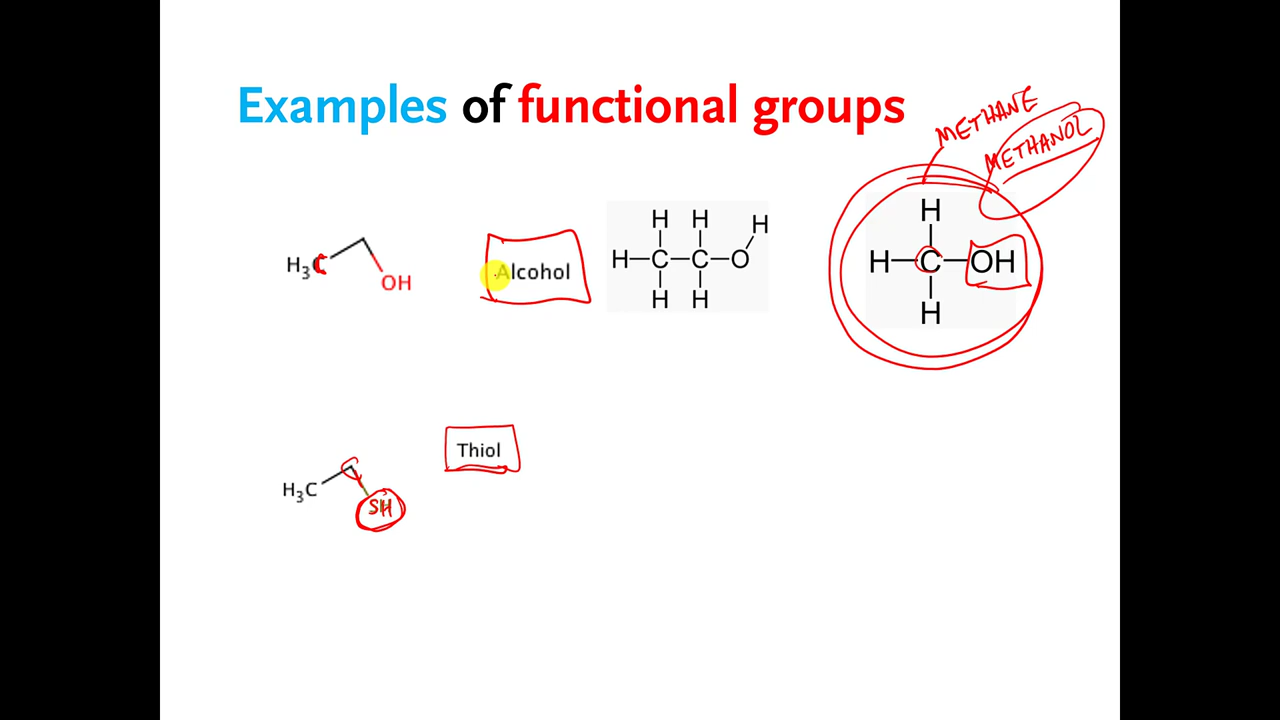 Examples of functional groups
METHANE
METHANOL
H₃C
OH
Alcohol
H H H
H C C O
H H
H
H C OH
H
H₃C
C
SH
Thiol